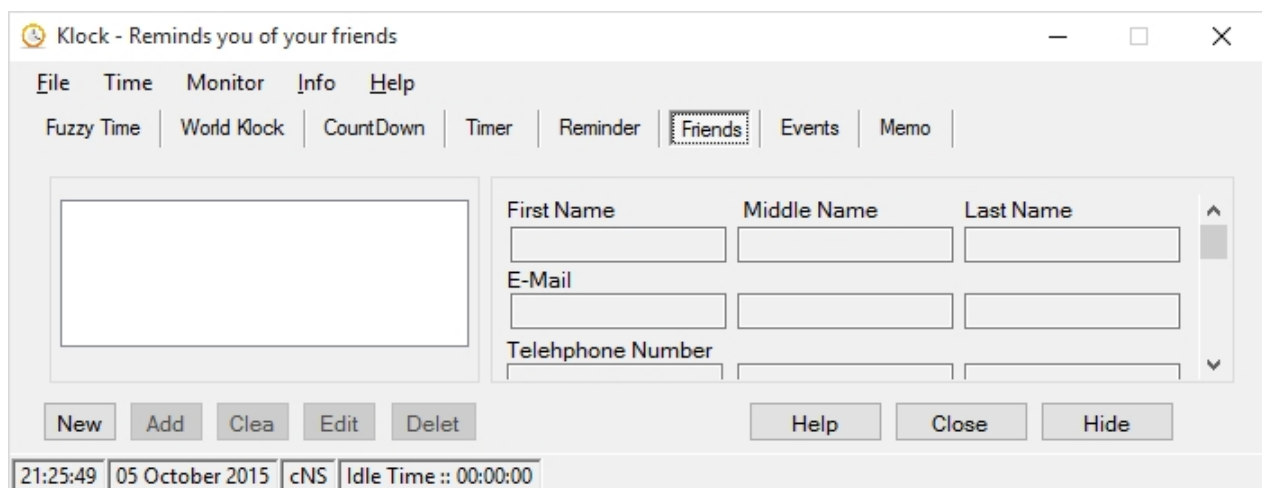 Klock - Reminds you of your friends
File Time Monitor Info Help
Fuzzy Time World Klock CountDown Timer Reminder Friends Events Memo
First Name Middle Name Last Name
E-Mail
Telehphone Number
New Add Clea Edit Delet Help Close Hide
21:25:49 05 October 2015 cNS Idle Time :: 00:00:00